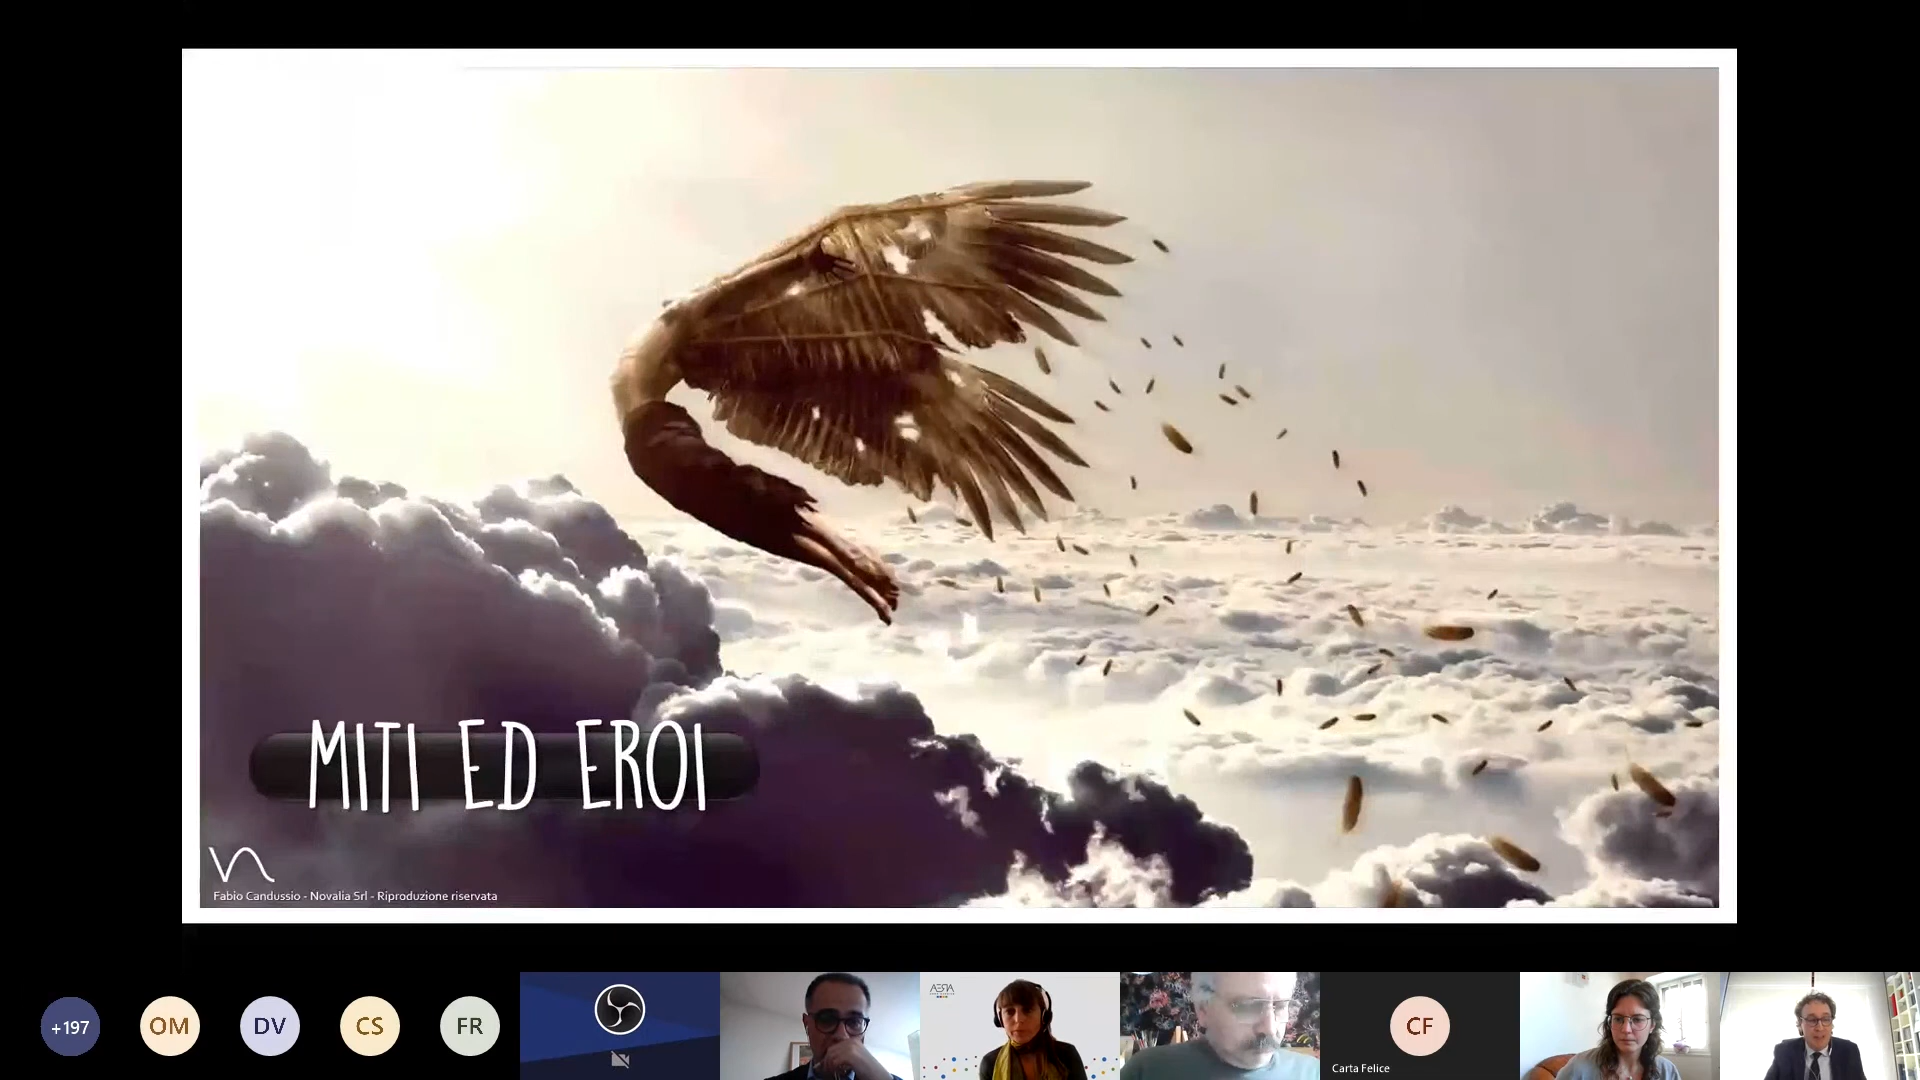 MITI ED EROI
Fabio Candussio - Novalia Srl - Riproduzione riservata
+197
OM
DV
CS
FR
CF
Carta Felice